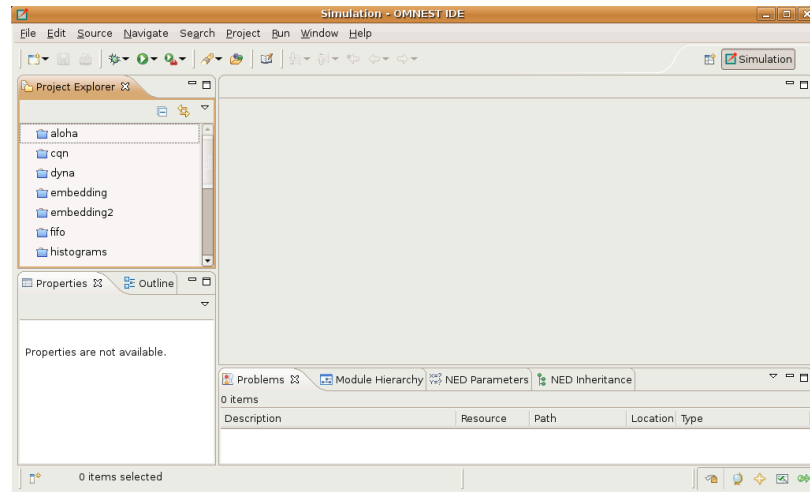 Simulation - OMNEST IDE
File Edit Source Navigate Search Project Run Window Help
Simulation
Project Explorer
aloha
cqn
dyna
embedding
embedding2
fifo
histograms
Properties Outline
Properties are not available.
Problems Module Hierarchy NED Parameters NED Inheritance
0 items
Description Resource Path Location Type
0 items selected